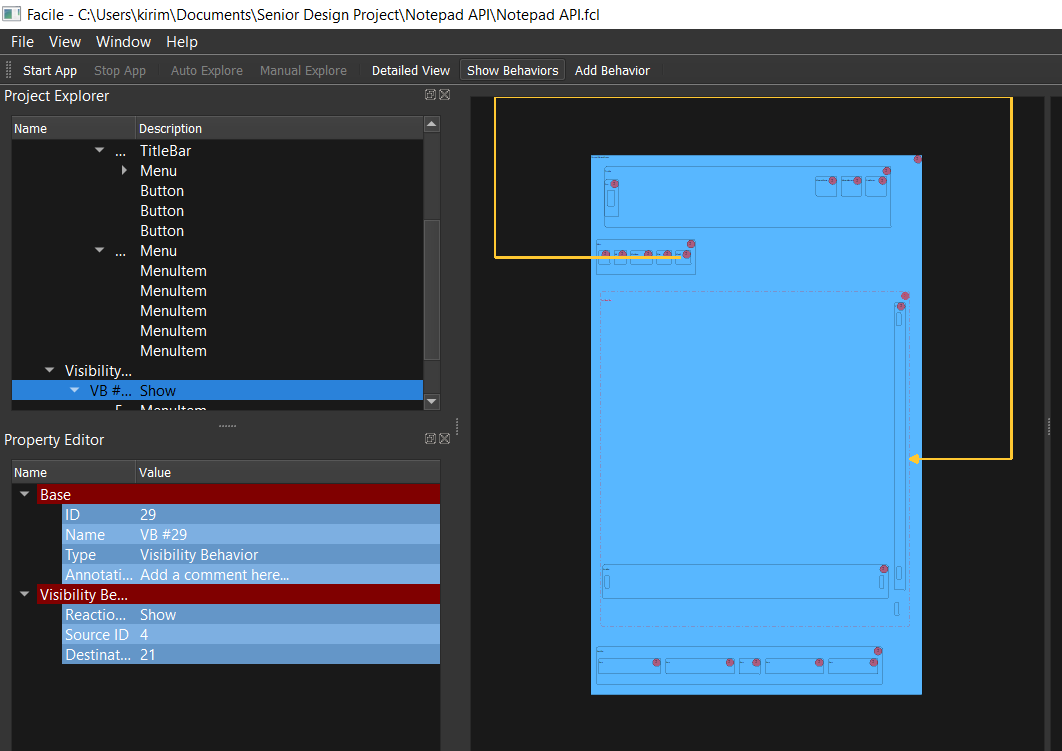 Facile - C:\Users\kirim\Documents\Senior Design Project\Notepad API\Notepad API.fcl
File View Window Help
Start App Stop App Auto Explore Manual Explore Detailed View Show Behaviors Add Behavior
Project Explorer
Name Description
... TitleBar
Menu
Button
Button
Button
... Menu
MenuItem
MenuItem
MenuItem
MenuItem
MenuItem
Visibility...
VB #... Show
MenuItem
Property Editor
Name Value
Base
ID 29
Name VB #29
Type Visibility Behavior
Annotati... Add a comment here...
Visibility Be...
Reactio... Show
Source ID 4
Destinat... 21